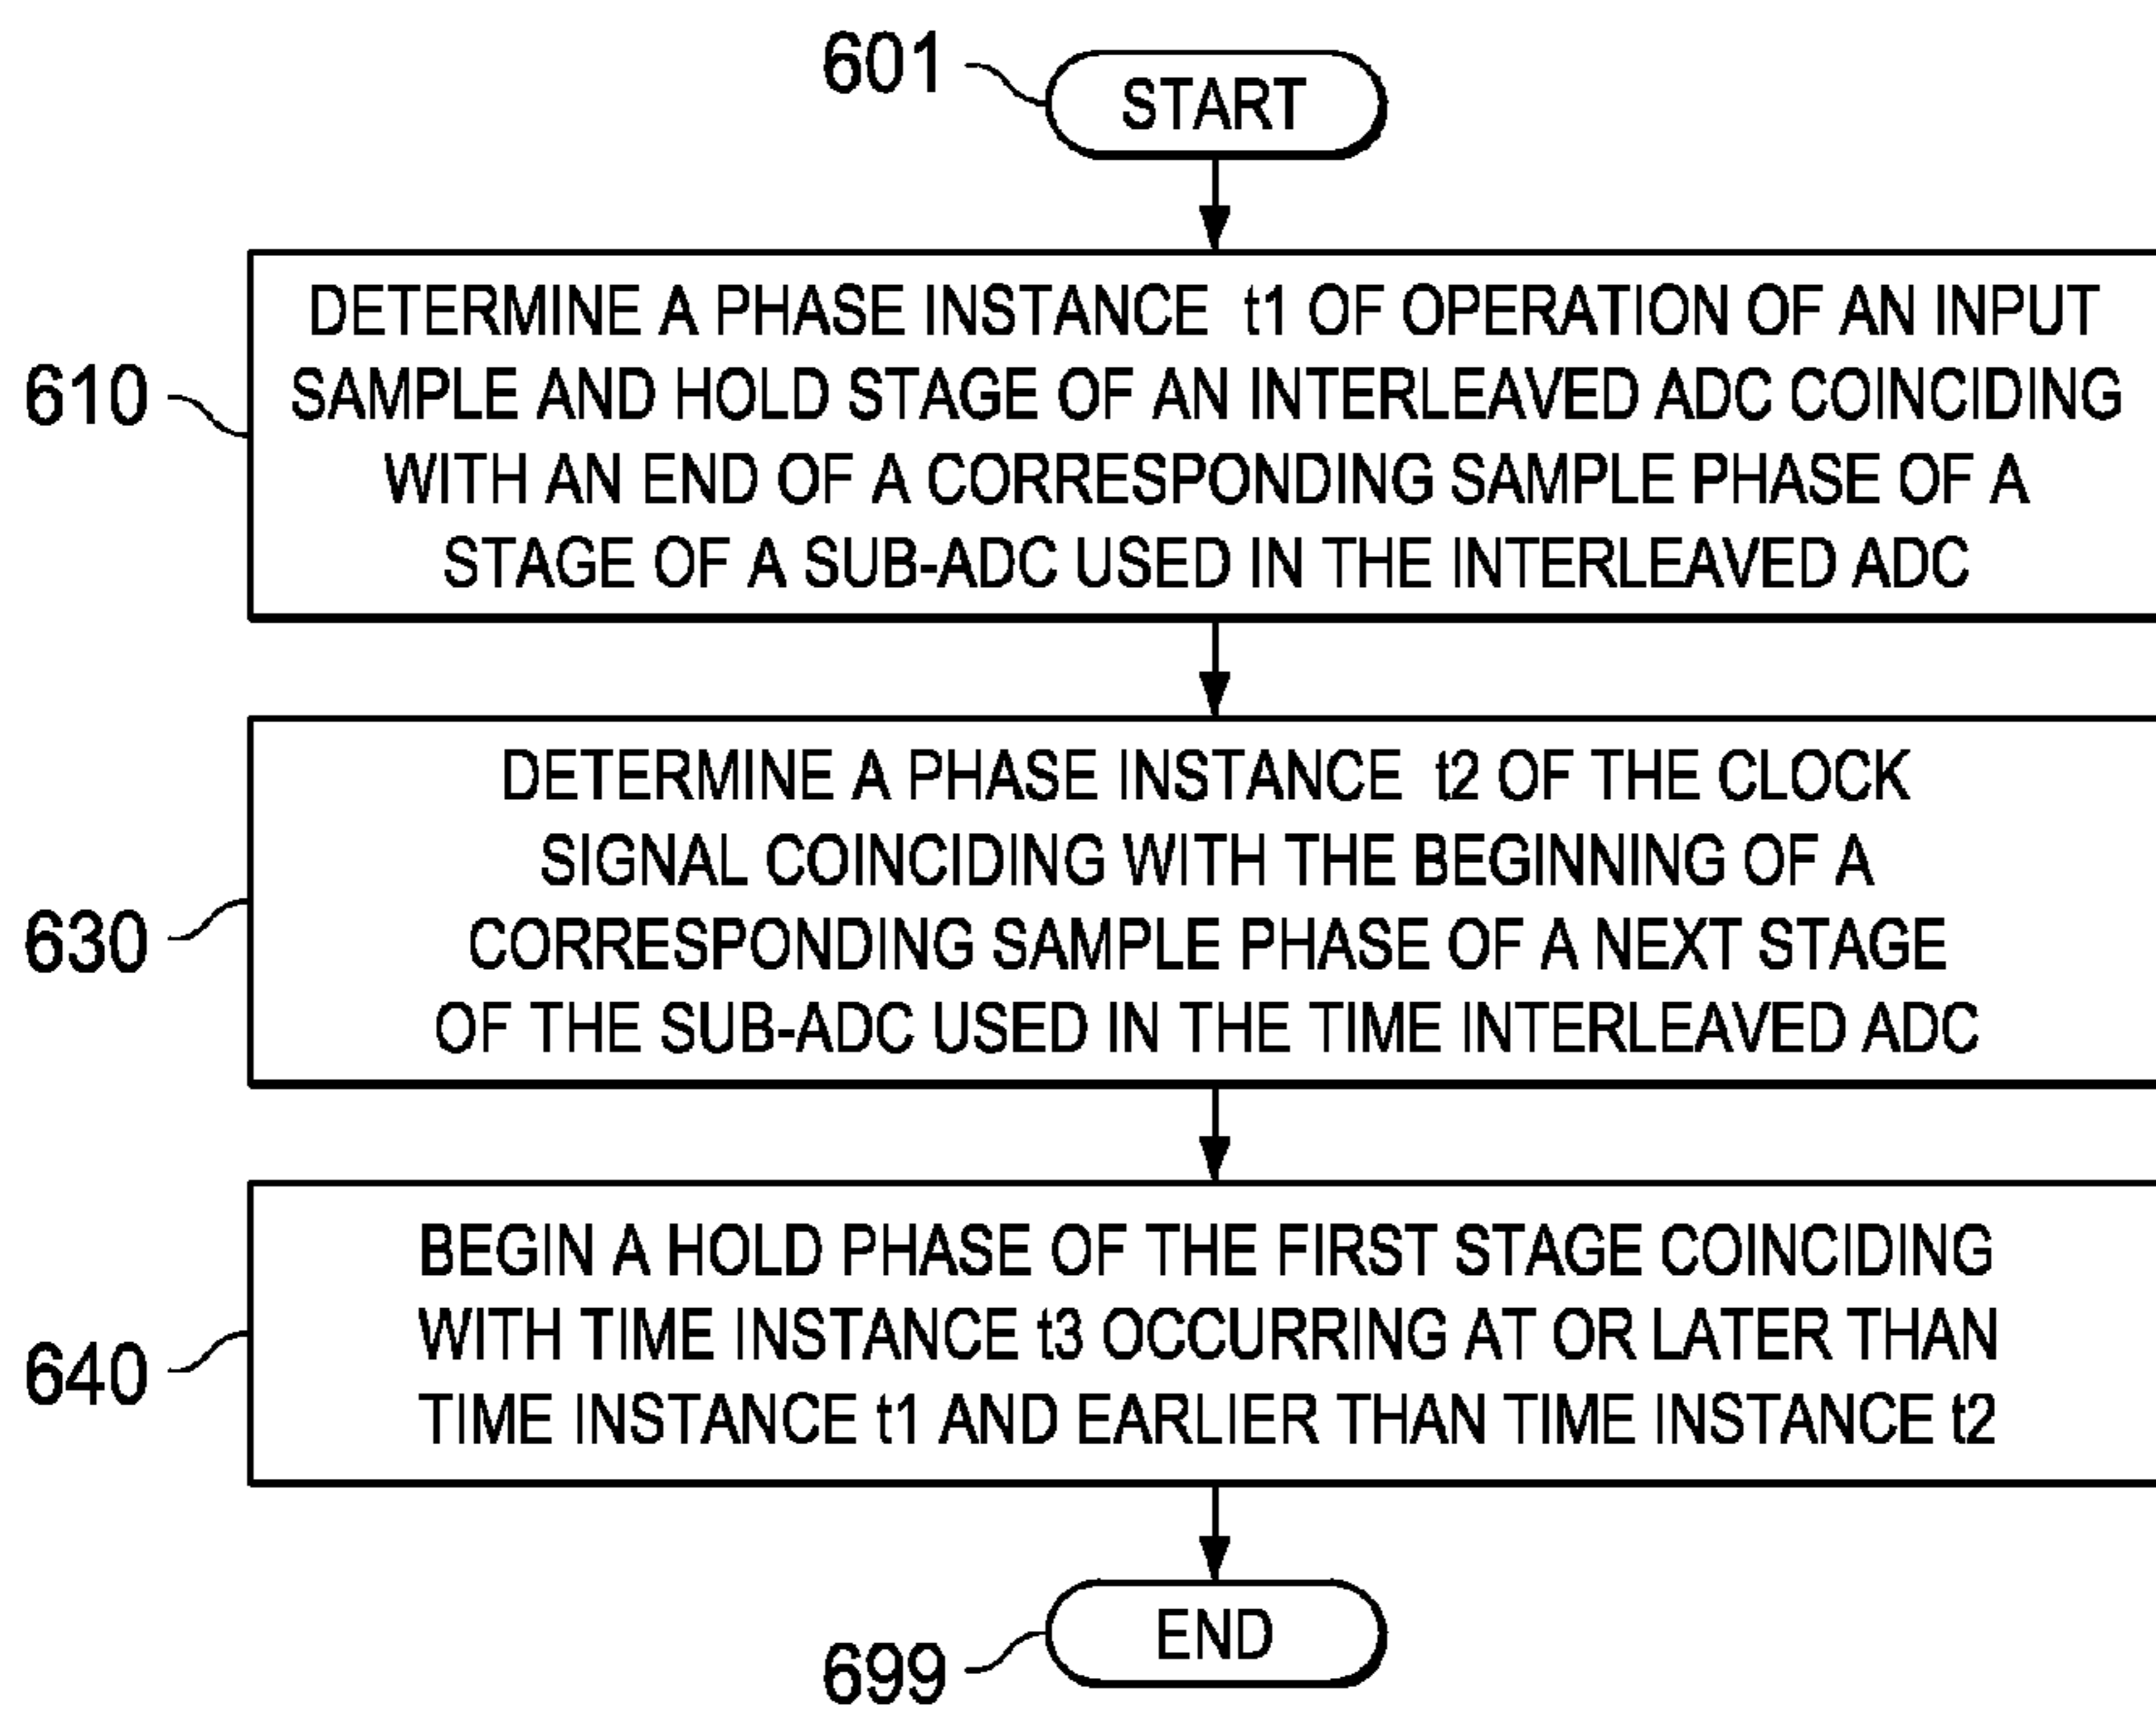 601
START
610
DETERMINE A PHASE INSTANCE t1 OF OPERATION OF AN INPUT
SAMPLE AND HOLD STAGE OF AN INTERLEAVED ADC COINCIDING
WITH AN END OF A CORRESPONDING SAMPLE PHASE OF A
STAGE OF A SUB-ADC USED IN THE INTERLEAVED ADC
630
DETERMINE A PHASE INSTANCE t2 OF THE CLOCK
SIGNAL COINCIDING WITH THE BEGINNING OF A
CORRESPONDING SAMPLE PHASE OF A NEXT STAGE
OF THE SUB-ADC USED IN THE TIME INTERLEAVED ADC
640
BEGIN A HOLD PHASE OF THE FIRST STAGE COINCIDING
WITH TIME INSTANCE t3 OCCURRING AT OR LATER THAN
TIME INSTANCE t1 AND EARLIER THAN TIME INSTANCE t2
END
699